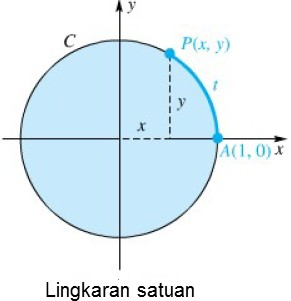 y
C
P(x, y)
t
y
x
A(1, 0)
x
Lingkaran satuan